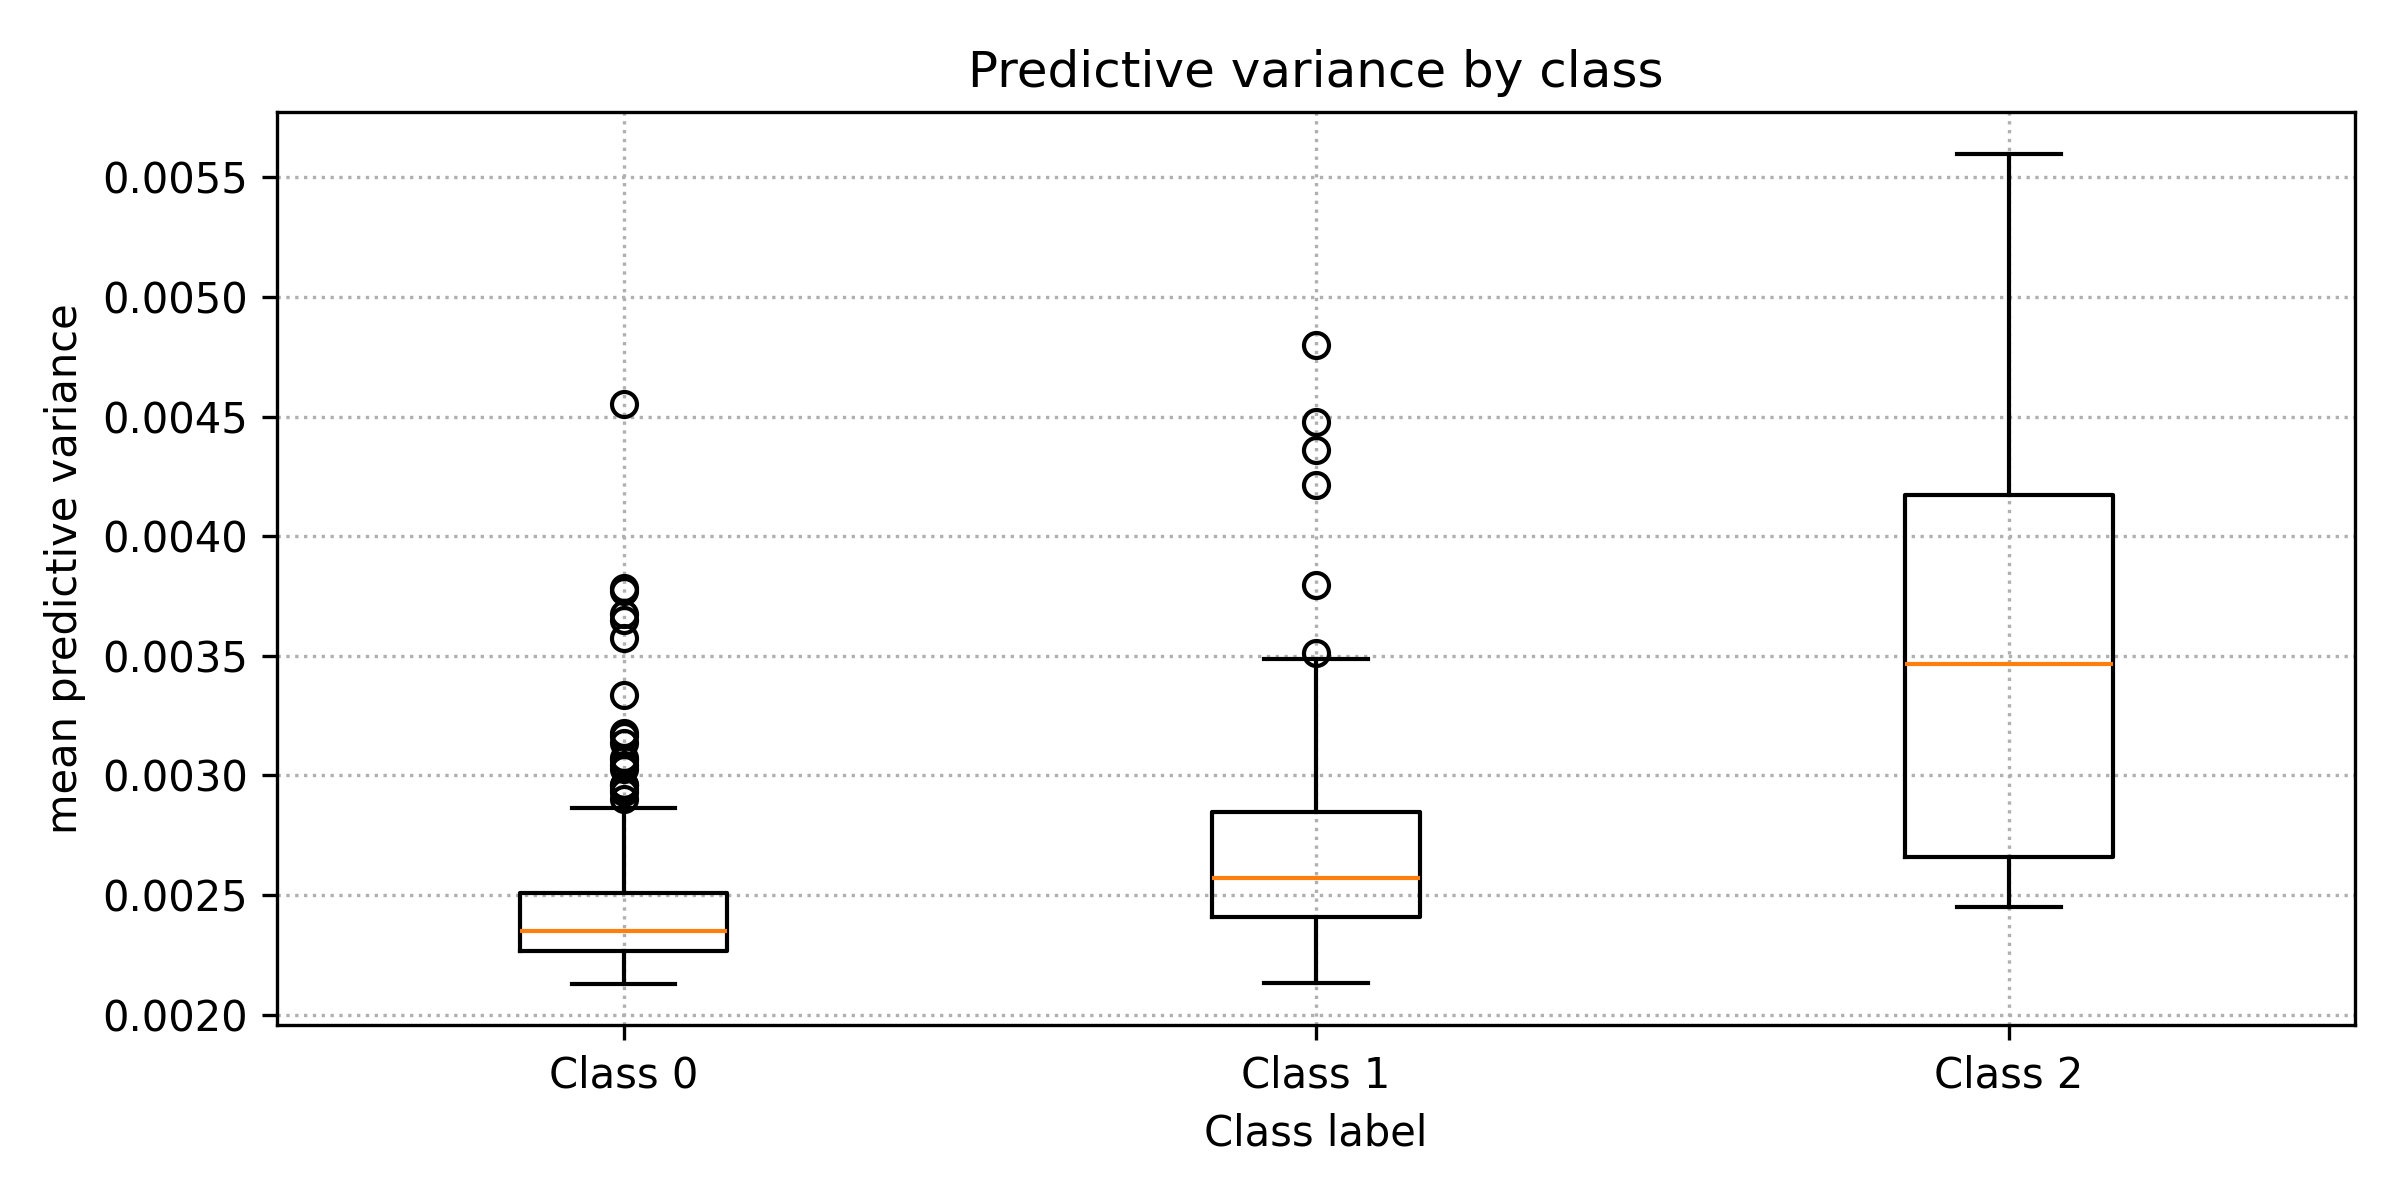 Predictive variance by class
mean predictive variance
0.0055
0.0050
0.0045
0.0040
0.0035
0.0030
0.0025
0.0020
Class 0
Class 1
Class 2
Class label